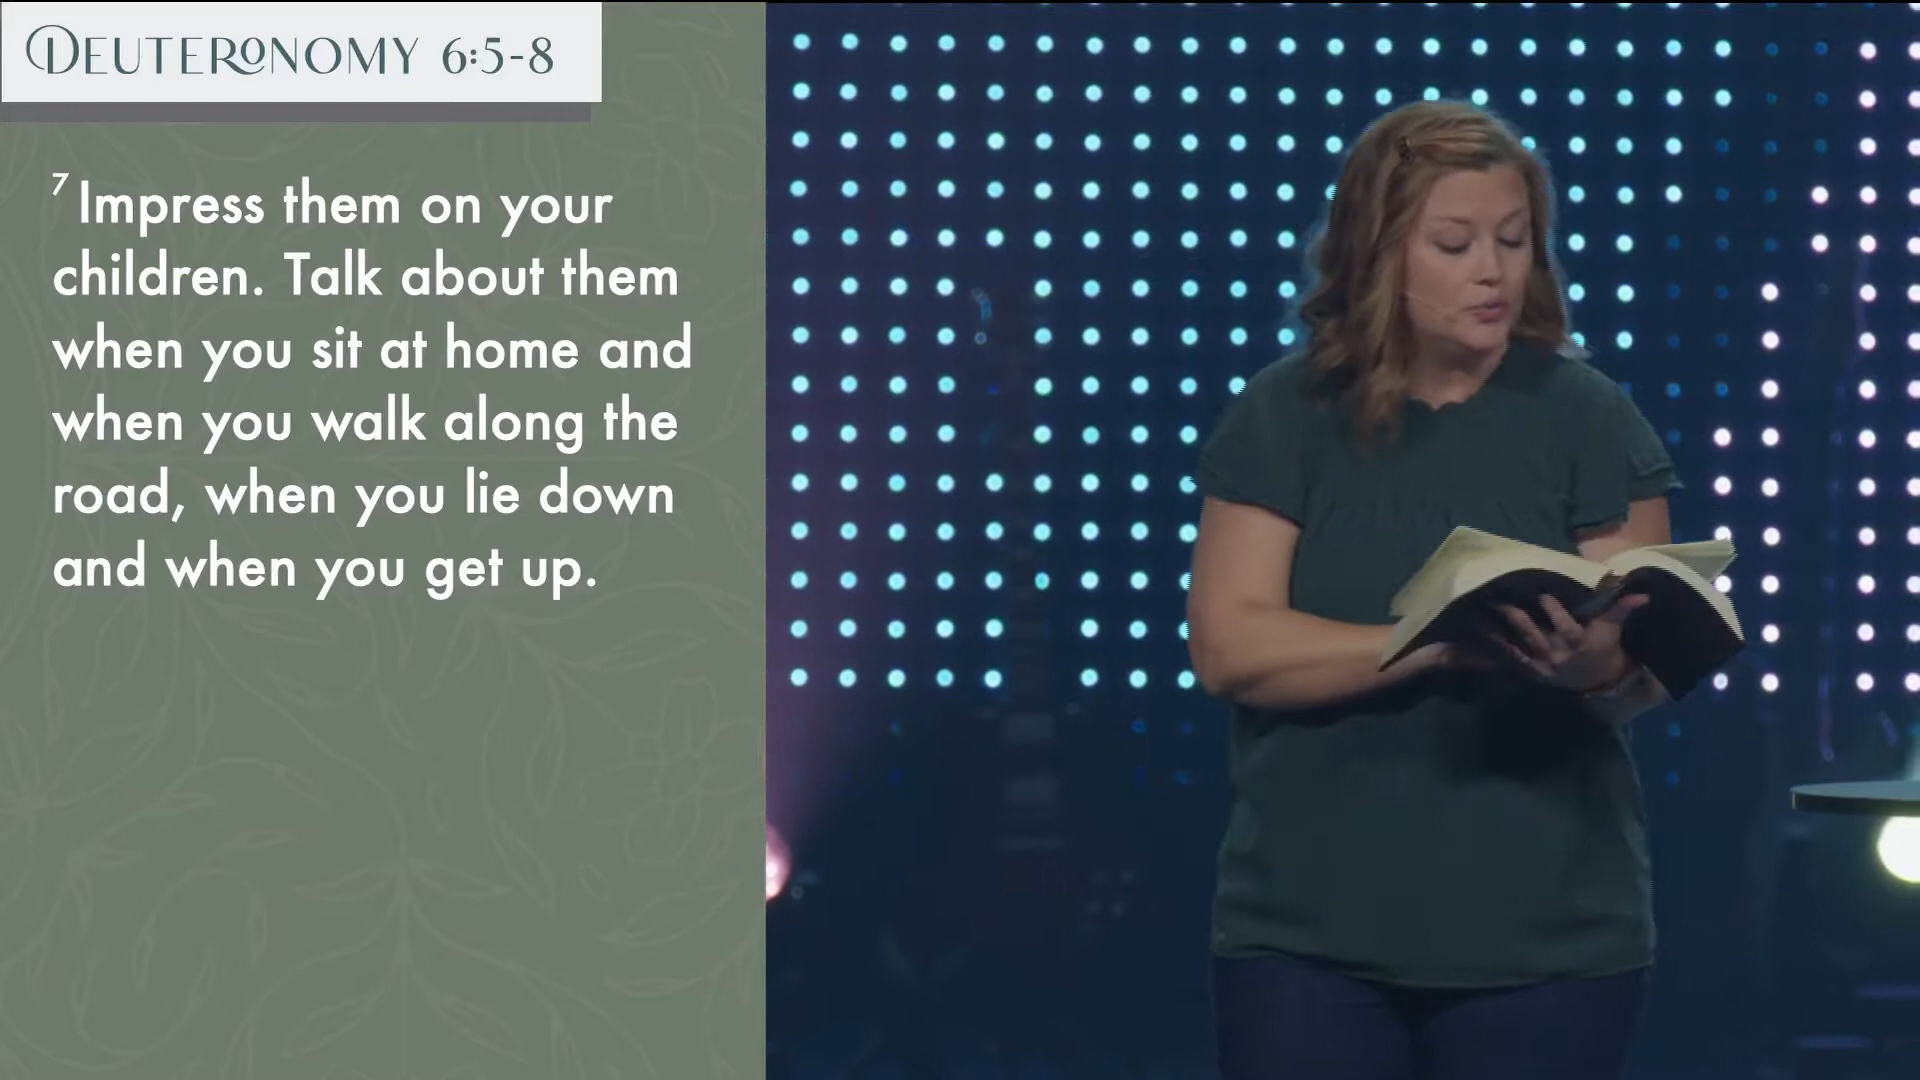 DEUTERONOMY 6:5-8
7 Impress them on your
children. Talk about them
when you sit at home and
when you walk along the
road, when you lie down
and when you get up.